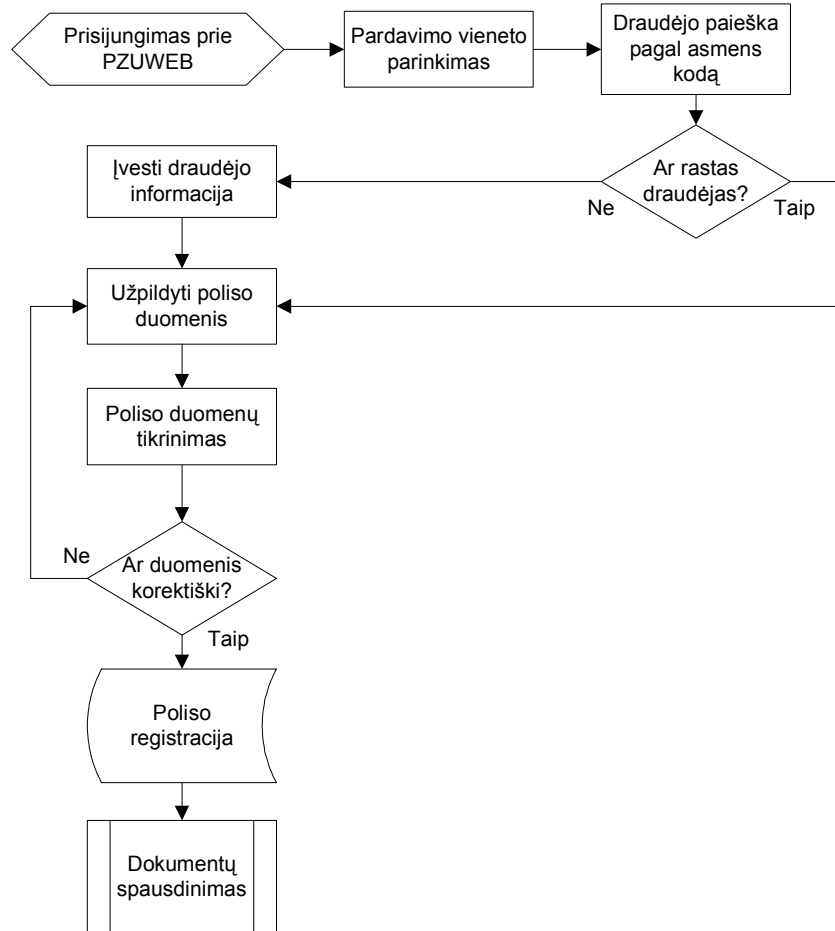 Prisijungimas prie
PZUWEB
Pardavimo vieneto
parinkimas
Draudėjo paieška
pagal asmens
kodą
Įvesti draudėjo
informacija
Ar rastas
draudėjas?
Ne
Taip
Užpildyti poliso
duomenis
Poliso duomenų
tikrinimas
Ne
Ar duomenis
korektiški?
Taip
Poliso
registracija
Dokumentų
spausdinimas